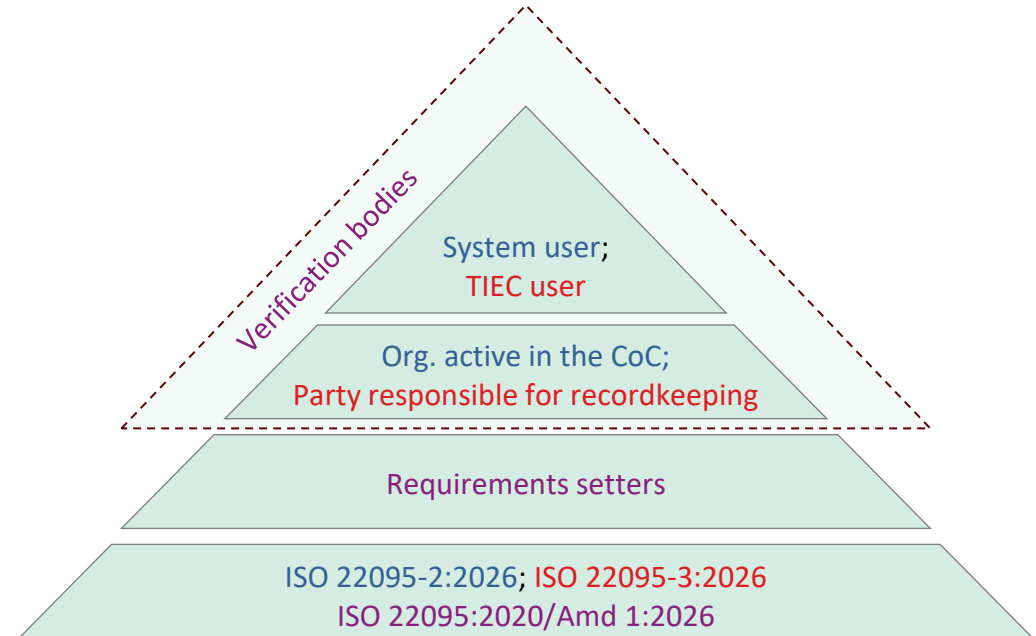 Verification bodies
System user;
TIEC user
Org. active in the CoC;
Party responsible for recordkeeping
Requirements setters
ISO 22095-2:2026; ISO 22095-3:2026
ISO 22095:2020/Amd 1:2026